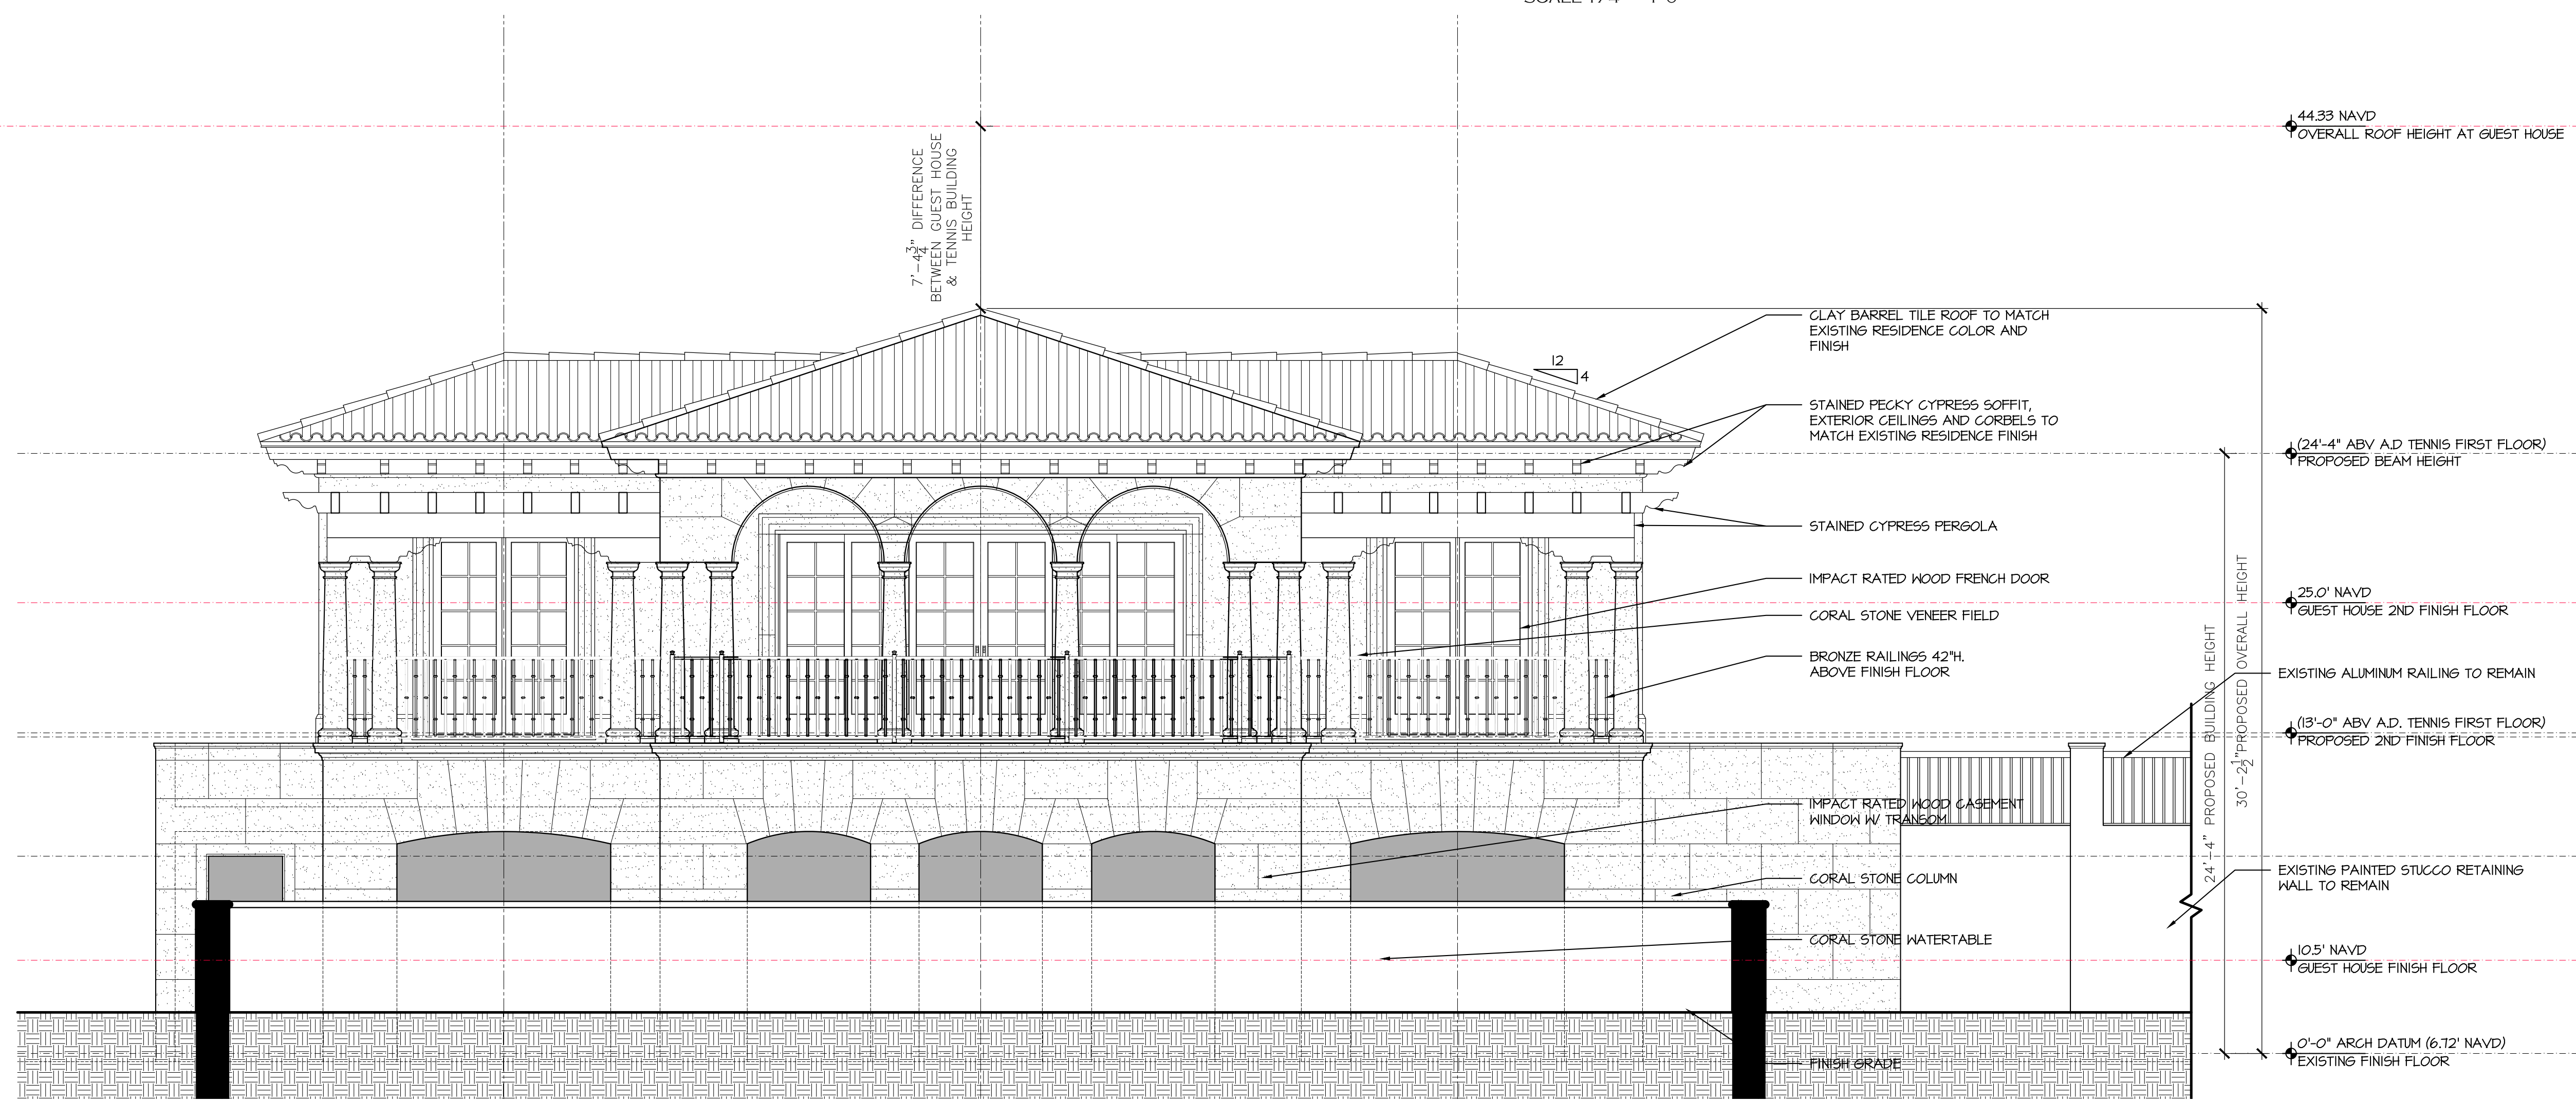 44.33 NAVD
OVERALL ROOF HEIGHT AT GUEST HOUSE
7'-4 3/4" DIFFERENCE
BETWEEN GUEST HOUSE
& TENNIS BUILDING
HEIGHT
CLAY BARREL TILE ROOF TO MATCH
EXISTING RESIDENCE COLOR AND
FINISH
12
4
STAINED PECKY CYPRESS SOFFIT,
EXTERIOR CEILINGS AND CORBELS TO
MATCH EXISTING RESIDENCE FINISH
(24'-4" ABV A.D TENNIS FIRST FLOOR)
PROPOSED BEAM HEIGHT
STAINED CYPRESS PERGOLA
IMPACT RATED WOOD FRENCH DOOR
25.0' NAVD
GUEST HOUSE 2ND FINISH FLOOR
CORAL STONE VENEER FIELD
BRONZE RAILINGS 42"H.
ABOVE FINISH FLOOR
24'-4" PROPOSED BUILDING HEIGHT
30'-2 1/2"PROPOSED OVERALL HEIGHT
EXISTING ALUMINUM RAILING TO REMAIN
(13'-0" ABV A.D. TENNIS FIRST FLOOR)
PROPOSED 2ND FINISH FLOOR
IMPACT RATED WOOD CASEMENT
WINDOW W/ TRANSOM
CORAL STONE COLUMN
EXISTING PAINTED STUCCO RETAINING
WALL TO REMAIN
CORAL STONE WATERTABLE
10.5' NAVD
GUEST HOUSE FINISH FLOOR
0'-0" ARCH DATUM (6.72' NAVD)
EXISTING FINISH FLOOR
FINISH GRADE